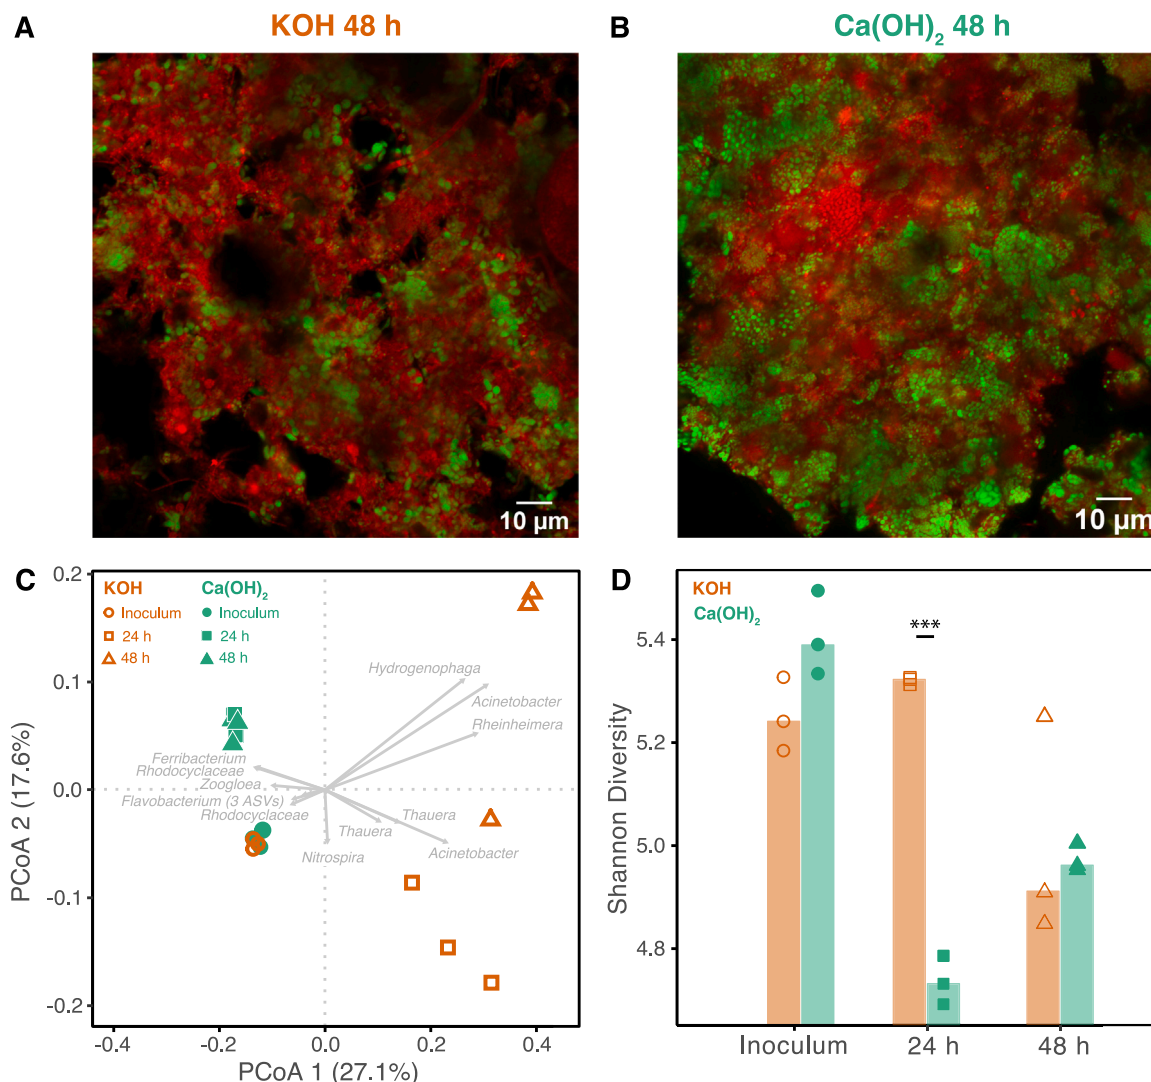 A
KOH 48 h
B
Ca(OH)₂ 48 h
10 µm
10 µm
C
0.2
0.1
0.0
-0.1
-0.2
PCoA 2 (17.6%)
KOH
Ca(OH)₂
Inoculum
Inoculum
24 h
24 h
48 h
48 h
Hydrogenophaga
Acinetobacter
Rheinheimera
Ferribacterium
Rhodocyclaceae
Zoogloea
Flavobacterium (3 ASVs)
Rhodocyclaceae
Thauera
Thauera
Nitrospira
Acinetobacter
-0.4
-0.2
0.0
0.2
0.4
PCoA 1 (27.1%)
D
KOH
Ca(OH)₂
***
5.4
5.2
5.0
4.8
Shannon Diversity
Inoculum
24 h
48 h